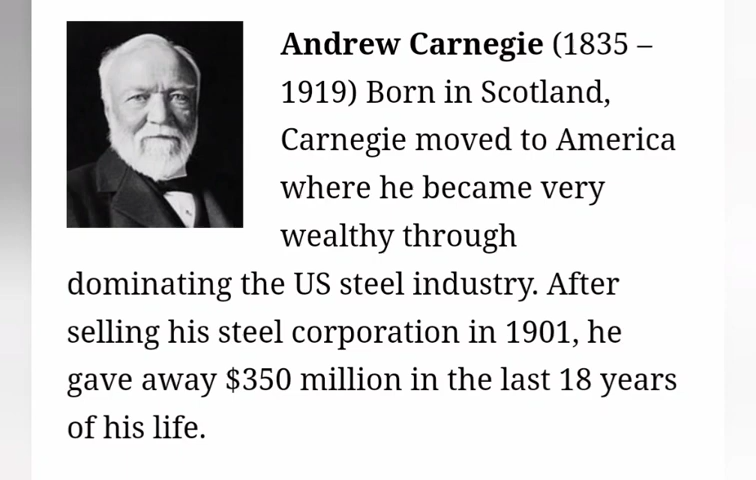 Andrew Carnegie (1835 –
1919) Born in Scotland,
Carnegie moved to America
where he became very
wealthy through
dominating the US steel industry. After
selling his steel corporation in 1901, he
gave away $350 million in the last 18 years
of his life.